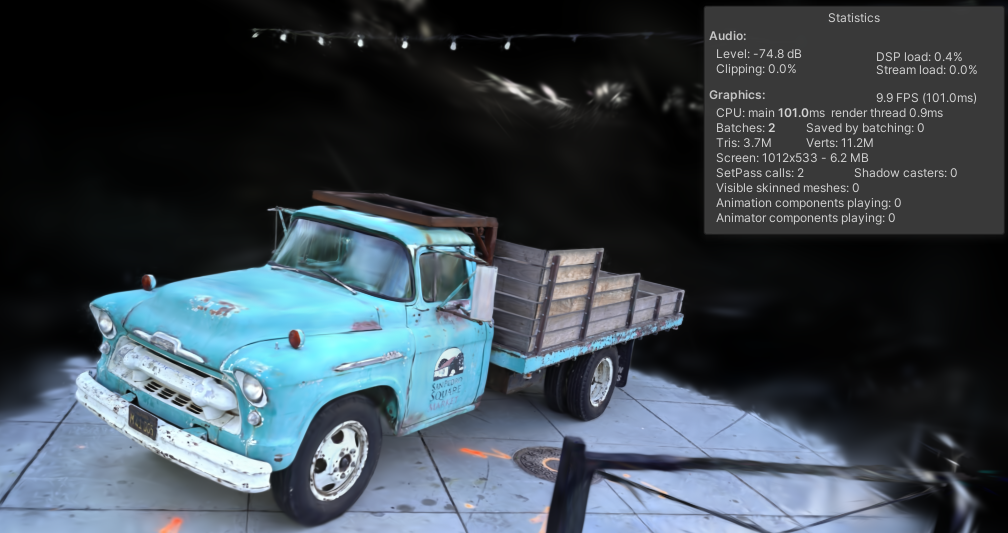 Statistics
Audio:
Level: -74.8 dB DSP load: 0.4%
Clipping: 0.0% Stream load: 0.0%
Graphics: 9.9 FPS (101.0ms)
CPU: main 101.0ms render thread 0.9ms
Batches: 2 Saved by batching: 0
Tris: 3.7M Verts: 11.2M
Screen: 1012x533 - 6.2 MB
SetPass calls: 2 Shadow casters: 0
Visible skinned meshes: 0
Animation components playing: 0
Animator components playing: 0
SQUARE